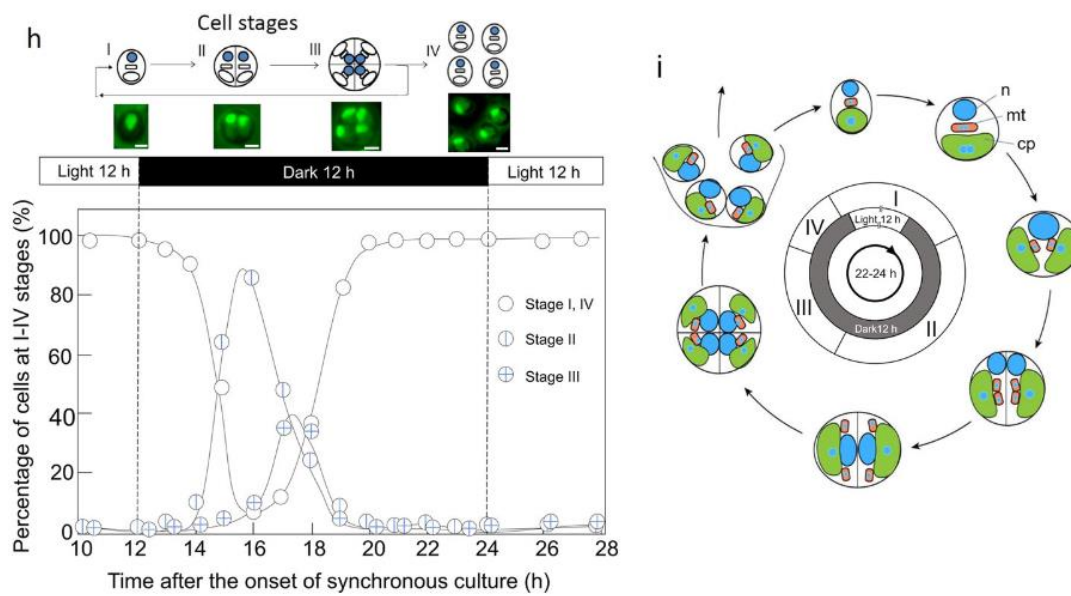 h
Cell stages
I
II
III
IV
Light 12 h
Dark 12 h
Light 12 h
Percentage of cells at I-IV stages (%)
100
80
60
40
20
0
Stage I, IV
Stage II
Stage III
10
12
14
16
18
20
22
24
26
28
Time after the onset of synchronous culture (h)
i
n
mt
cp
I
II
III
IV
Light 12 h
22-24 h
Dark12 h